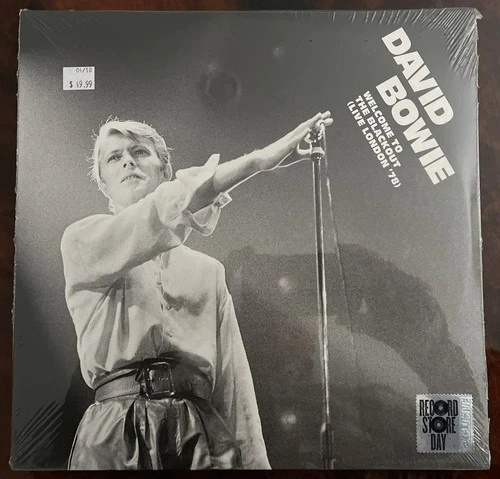 04/18
$ 49.99
DAVID
BOWIE
WELCOME TO
THE BLACKOUT
(LIVE LONDON '78)
RECORD
STORE
DAY